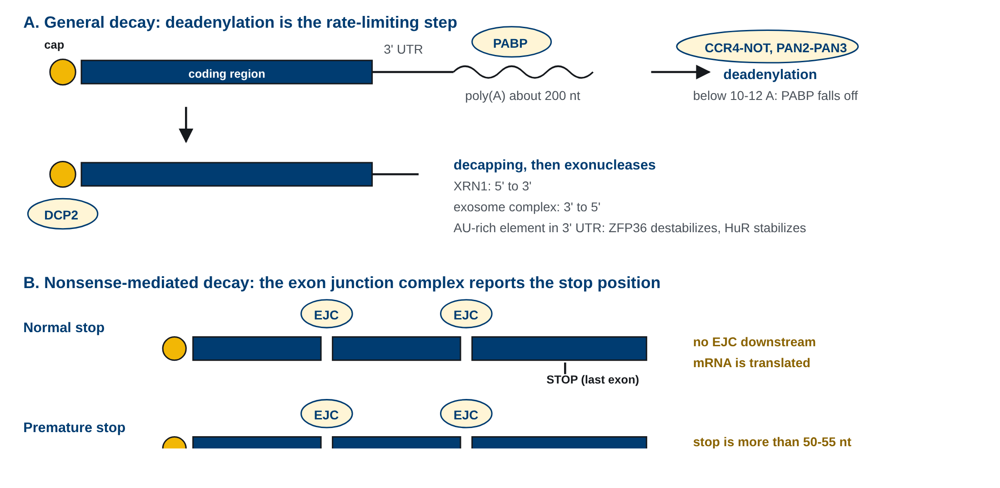 A. General decay: deadenylation is the rate-limiting step
cap
3' UTR
PABP
CCR4-NOT, PAN2-PAN3
coding region
deadenylation
poly(A) about 200 nt
below 10-12 A: PABP falls off
decapping, then exonucleases
XRN1: 5' to 3'
exosome complex: 3' to 5'
DCP2
AU-rich element in 3' UTR: ZFP36 destabilizes, HuR stabilizes
B. Nonsense-mediated decay: the exon junction complex reports the stop position
EJC
EJC
Normal stop
no EJC downstream
mRNA is translated
STOP (last exon)
EJC
EJC
Premature stop
stop is more than 50-55 nt